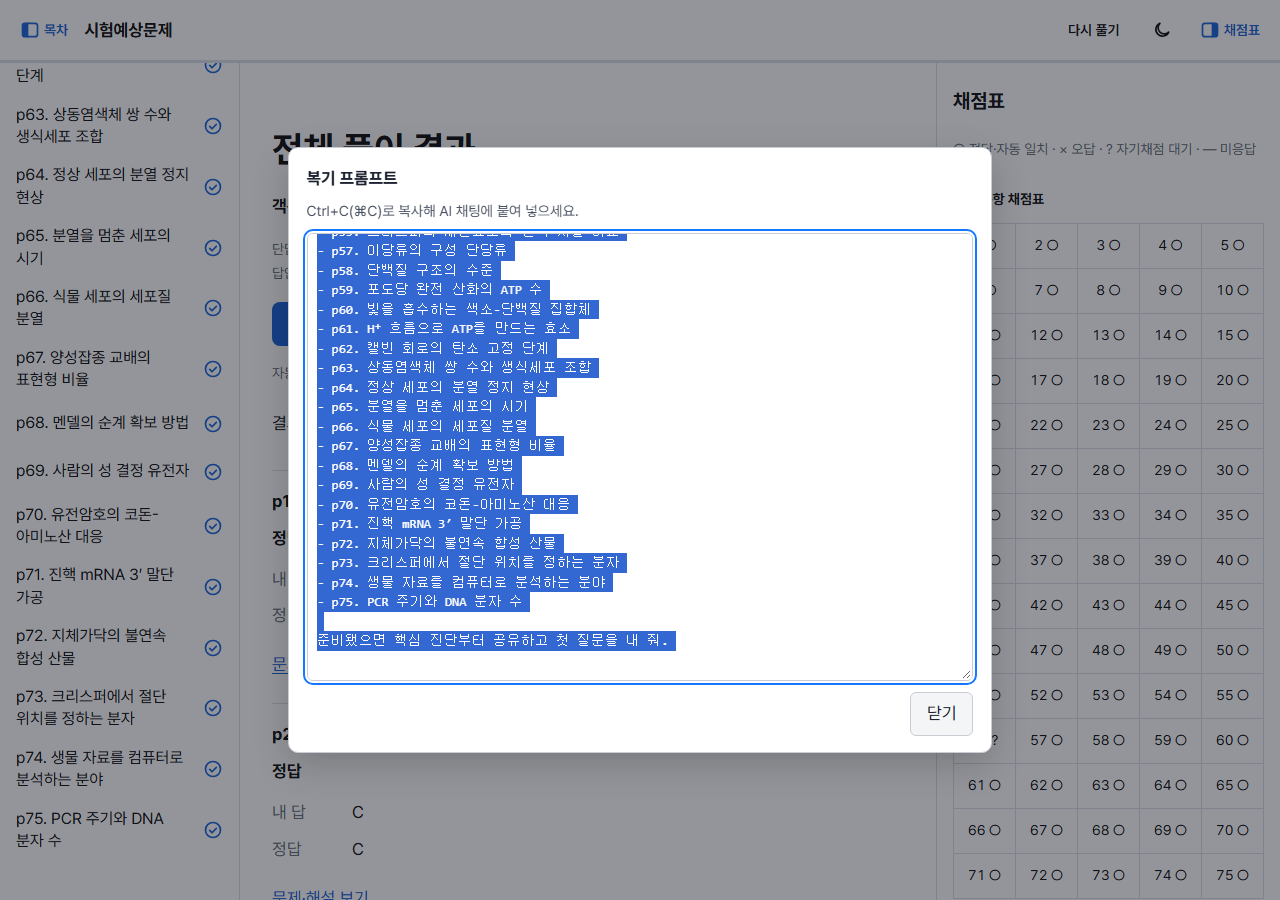 목차
시험예상문제
다시 풀기
채점표
단계
p63. 상동염색체 쌍 수와
생식세포 조합
p64. 정상 세포의 분열 정지
현상
p65. 분열을 멈춘 세포의
시기
p66. 식물 세포의 세포질
분열
p67. 양성잡종 교배의
표현형 비율
p68. 멘델의 순계 확보 방법
p69. 사람의 성 결정 유전자
p70. 유전암호의 코돈-
아미노산 대응
p71. 진핵 mRNA 3′ 말단
가공
p72. 지체가닥의 불연속
합성 산물
p73. 크리스퍼에서 절단
위치를 정하는 분자
p74. 생물 자료를 컴퓨터로
분석하는 분야
p75. PCR 주기와 DNA
분자 수
전체 풀이 결과
복기 프롬프트
Ctrl+C(⌘C)로 복사해 AI 채팅에 붙여 넣으세요.
- p57. 이당류의 구성 단당류
- p58. 단백질 구조의 수준
- p59. 포도당 완전 산화의 ATP 수
- p60. 빛을 흡수하는 색소-단백질 집합체
- p61. H⁺ 흐름으로 ATP를 만드는 효소
- p62. 캘빈 회로의 탄소 고정 단계
- p63. 상동염색체 쌍 수와 생식세포 조합
- p64. 정상 세포의 분열 정지 현상
- p65. 분열을 멈춘 세포의 시기
- p66. 식물 세포의 세포질 분열
- p67. 양성잡종 교배의 표현형 비율
- p68. 멘델의 순계 확보 방법
- p69. 사람의 성 결정 유전자
- p70. 유전암호의 코돈-아미노산 대응
- p71. 진핵 mRNA 3′ 말단 가공
- p72. 지체가닥의 불연속 합성 산물
- p73. 크리스퍼에서 절단 위치를 정하는 분자
- p74. 생물 자료를 컴퓨터로 분석하는 분야
- p75. PCR 주기와 DNA 분자 수
준비됐으면 핵심 진단부터 공유하고 첫 질문을 내 줘.
닫기
p1
p2
정답
내 답 C
정답 C
문제·해설 보기
채점표
정답·자동 일치 · × 오답 · ? 자기채점 대기 · — 미응답
항 채점표
2 O 3 O 4 O 5 O
7 O 8 O 9 O 10 O
12 O 13 O 14 O 15 O
17 O 18 O 19 O 20 O
22 O 23 O 24 O 25 O
27 O 28 O 29 O 30 O
32 O 33 O 34 O 35 O
37 O 38 O 39 O 40 O
42 O 43 O 44 O 45 O
47 O 48 O 49 O 50 O
52 O 53 O 54 O 55 O
? 57 O 58 O 59 O 60 O
61 O 62 O 63 O 64 O 65 O
66 O 67 O 68 O 69 O 70 O
71 O 72 O 73 O 74 O 75 O